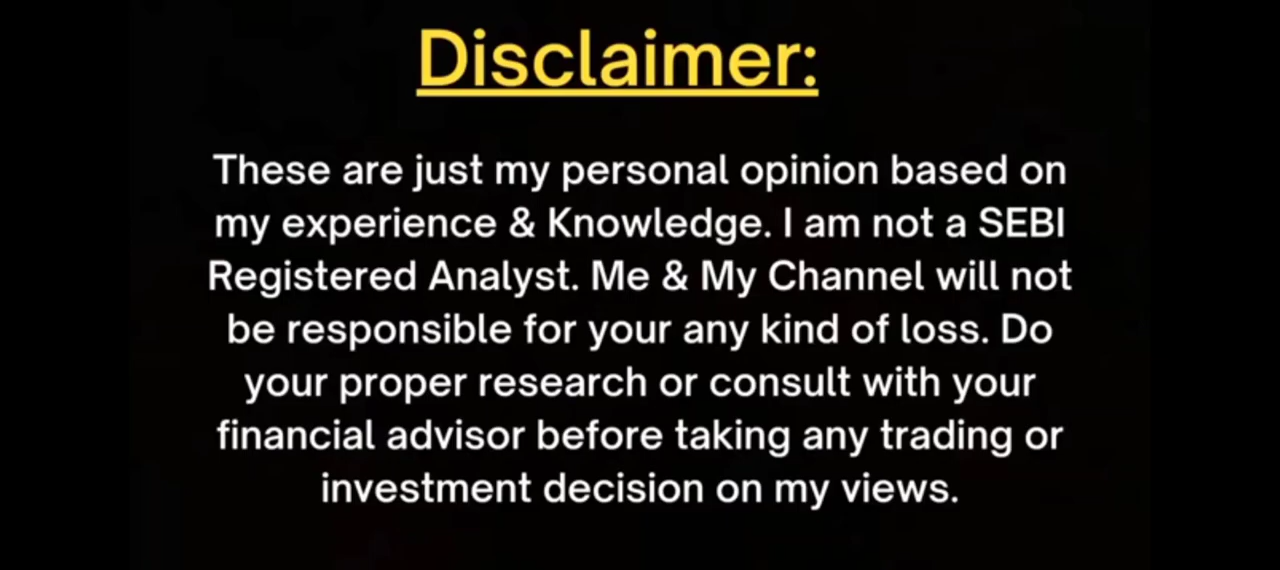 Disclaimer:
These are just my personal opinion based on
my experience & Knowledge. I am not a SEBI
Registered Analyst. Me & My Channel will not
be responsible for your any kind of loss. Do
your proper research or consult with your
financial advisor before taking any trading or
investment decision on my views.